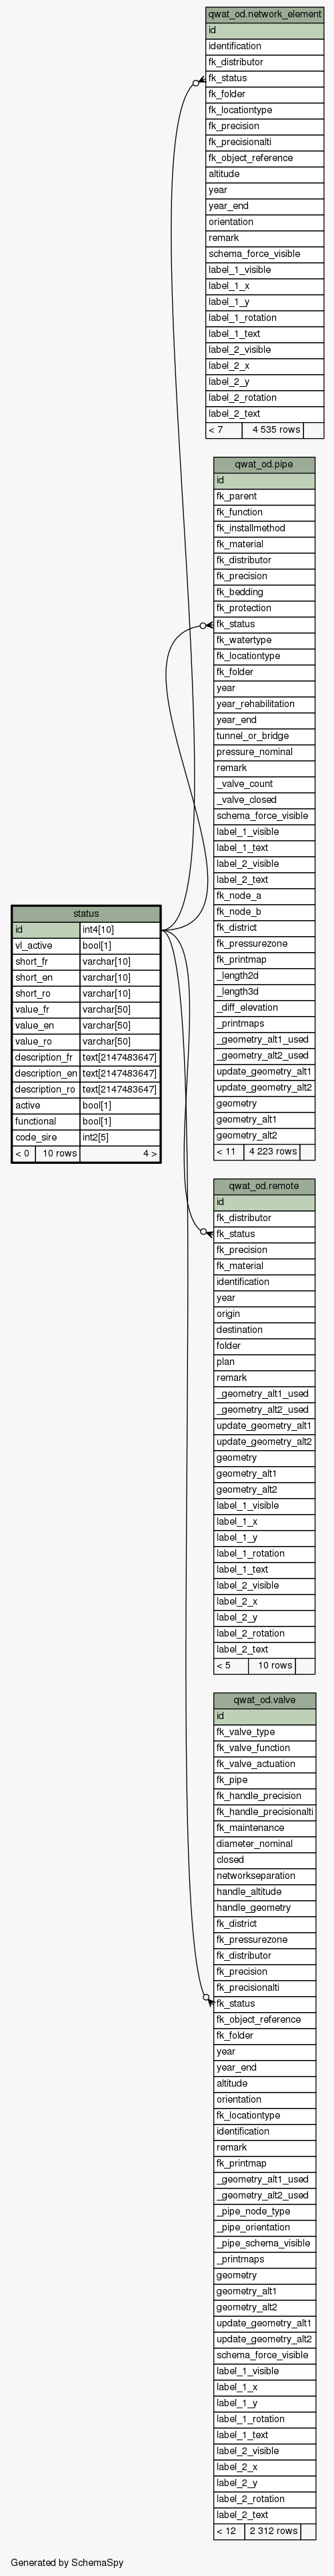 qwat_od.network_element
id
identification
fk_distributor
fk_status
fk_folder
fk_locationtype
fk_precision
fk_precisionalti
fk_object_reference
altitude
year
year_end
orientation
remark
schema_force_visible
label_1_visible
label_1_x
label_1_y
label_1_rotation
label_1_text
label_2_visible
label_2_x
label_2_y
label_2_rotation
label_2_text
< 7 4 535 rows
qwat_od.pipe
id
fk_parent
fk_function
fk_installmethod
fk_material
fk_distributor
fk_precision
fk_bedding
fk_protection
fk_status
fk_watertype
fk_locationtype
fk_folder
year
year_rehabilitation
year_end
tunnel_or_bridge
pressure_nominal
remark
_valve_count
_valve_closed
schema_force_visible
label_1_visible
label_1_text
label_2_visible
label_2_text
fk_node_a
fk_node_b
fk_district
fk_pressurezone
fk_printmap
_length2d
_length3d
_diff_elevation
_printmaps
_geometry_alt1_used
_geometry_alt2_used
update_geometry_alt1
update_geometry_alt2
geometry
geometry_alt1
geometry_alt2
< 11 4 223 rows
status
id int4[10]
vl_active bool[1]
short_fr varchar[10]
short_en varchar[10]
short_ro varchar[10]
value_fr varchar[50]
value_en varchar[50]
value_ro varchar[50]
description_fr text[2147483647]
description_en text[2147483647]
description_ro text[2147483647]
active bool[1]
functional bool[1]
code_sire int2[5]
< 0 10 rows 4 >
qwat_od.remote
id
fk_distributor
fk_status
fk_precision
fk_material
identification
year
origin
destination
folder
plan
remark
_geometry_alt1_used
_geometry_alt2_used
update_geometry_alt1
update_geometry_alt2
geometry
geometry_alt1
geometry_alt2
label_1_visible
label_1_x
label_1_y
label_1_rotation
label_1_text
label_2_visible
label_2_x
label_2_y
label_2_rotation
label_2_text
< 5 10 rows
qwat_od.valve
id
fk_valve_type
fk_valve_function
fk_valve_actuation
fk_pipe
fk_handle_precision
fk_handle_precisionalti
fk_maintenance
diameter_nominal
closed
networkseparation
handle_altitude
handle_geometry
fk_district
fk_pressurezone
fk_distributor
fk_precision
fk_precisionalti
fk_status
fk_object_reference
fk_folder
year
year_end
altitude
orientation
fk_locationtype
identification
remark
fk_printmap
_geometry_alt1_used
_geometry_alt2_used
_pipe_node_type
_pipe_orientation
_pipe_schema_visible
_printmaps
geometry
geometry_alt1
geometry_alt2
update_geometry_alt1
update_geometry_alt2
schema_force_visible
label_1_visible
label_1_x
label_1_y
label_1_rotation
label_1_text
label_2_visible
label_2_x
label_2_y
label_2_rotation
label_2_text
< 12 2 312 rows
Generated by SchemaSpy